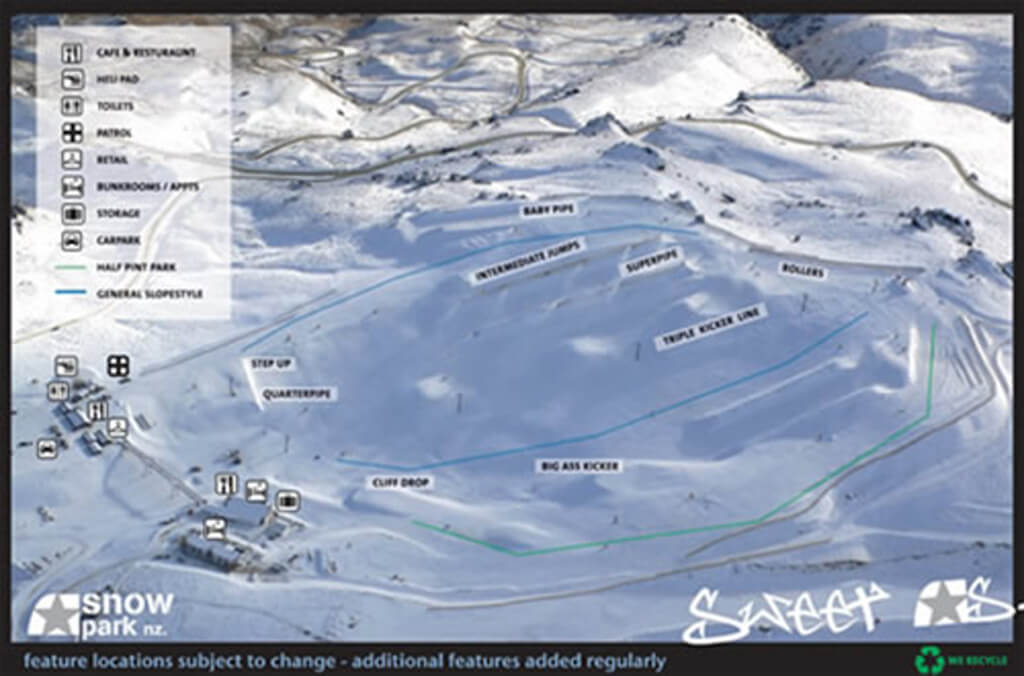 CAFE & RESTURAUNT
HELI PAD
TOILETS
PATROL
RETAIL
BUNKROOMS / APPTS
STORAGE
CARPARK
HALF PINT PARK
GENERAL SLOPESTYLE
BABY PIPE
INTERMEDIATE JUMPS
SUPERPIPE
ROLLERS
TRIPLE KICKER LINE
STEP UP
QUARTERPIPE
BIG ASS KICKER
CLIFF DROP
snow
park nz.
SWEET
S
feature locations subject to change - additional features added regularly
WE RECYCLE